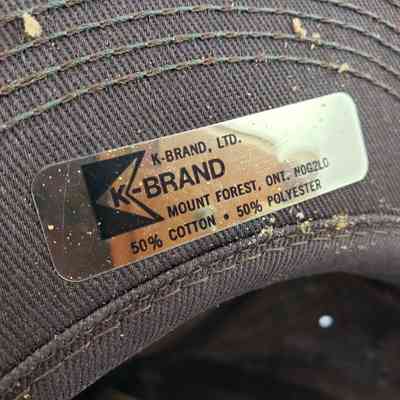 K-BRAND, LTD.
K-BRAND
MOUNT FOREST, ONT. N0G2L0
50% COTTON • 50% POLYESTER